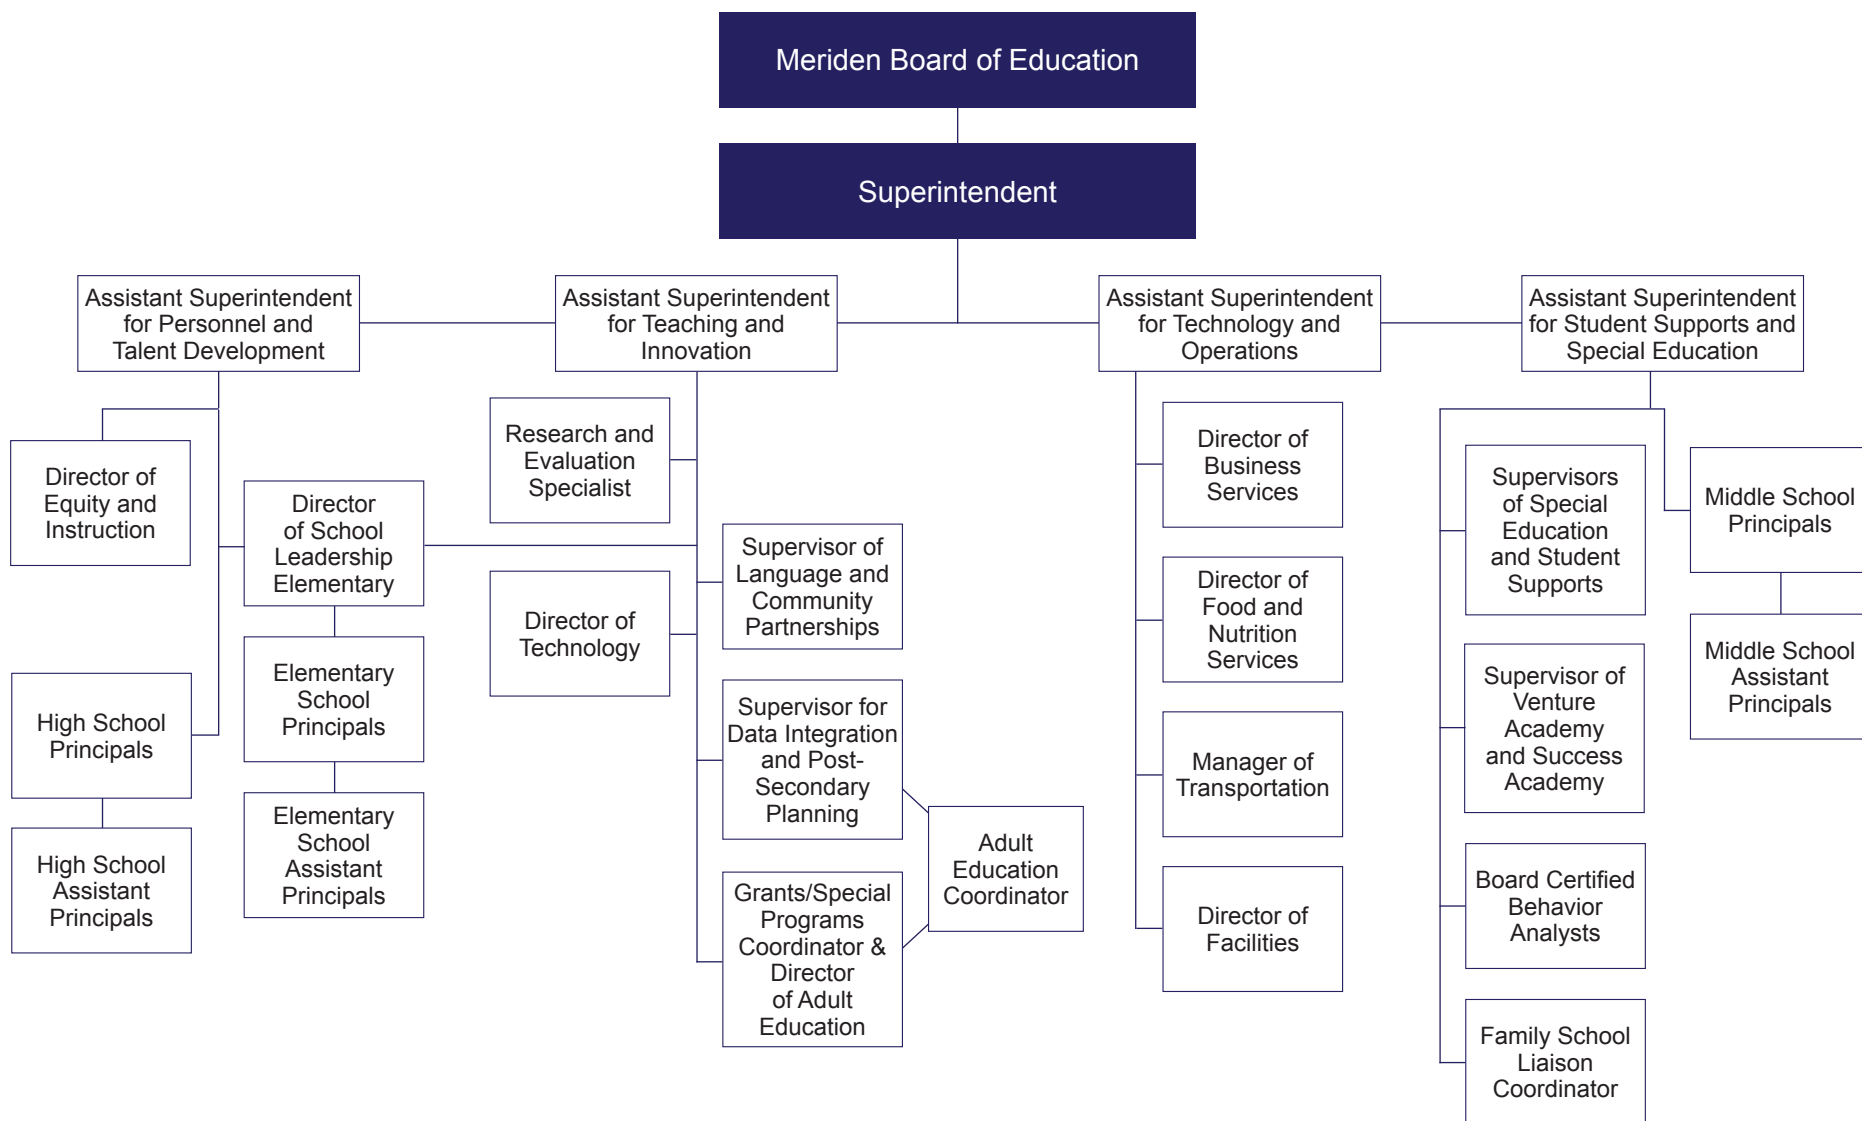 Meriden Board of Education
Superintendent
Assistant Superintendent
for Personnel and
Talent Development
Assistant Superintendent
for Teaching and
Innovation
Assistant Superintendent
for Technology and
Operations
Assistant Superintendent
for Student Supports and
Special Education
Director of
Equity and
Instruction
Director
of School
Leadership
Elementary
High School
Principals
Elementary
School
Principals
High School
Assistant
Principals
Elementary
School
Assistant
Principals
Research and
Evaluation
Specialist
Supervisor of
Language and
Community
Partnerships
Director of
Technology
Supervisor for
Data Integration
and Post-
Secondary
Planning
Grants/Special
Programs
Coordinator &
Director
of Adult
Education
Adult
Education
Coordinator
Director of
Business
Services
Director of
Food and
Nutrition
Services
Manager of
Transportation
Director of
Facilities
Supervisors
of Special
Education
and Student
Supports
Supervisor of
Venture
Academy
and Success
Academy
Board Certified
Behavior
Analysts
Family School
Liaison
Coordinator
Middle School
Principals
Middle School
Assistant
Principals